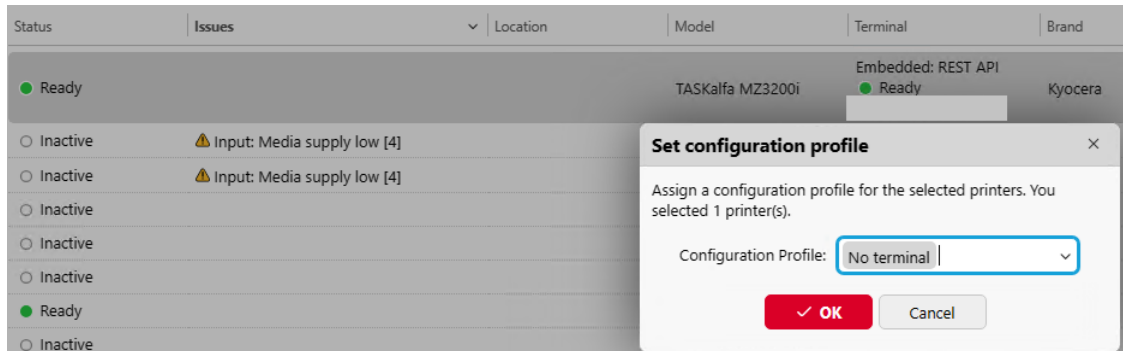 Status Issues Location Model Terminal Brand
Embedded: REST API
Ready TASKalfa MZ3200i Ready Kyocera
Inactive Input: Media supply low [4]
Inactive Input: Media supply low [4]
Inactive
Inactive
Inactive
Ready
Inactive
Set configuration profile
Assign a configuration profile for the selected printers. You
selected 1 printer(s).
Configuration Profile: No terminal
OK Cancel